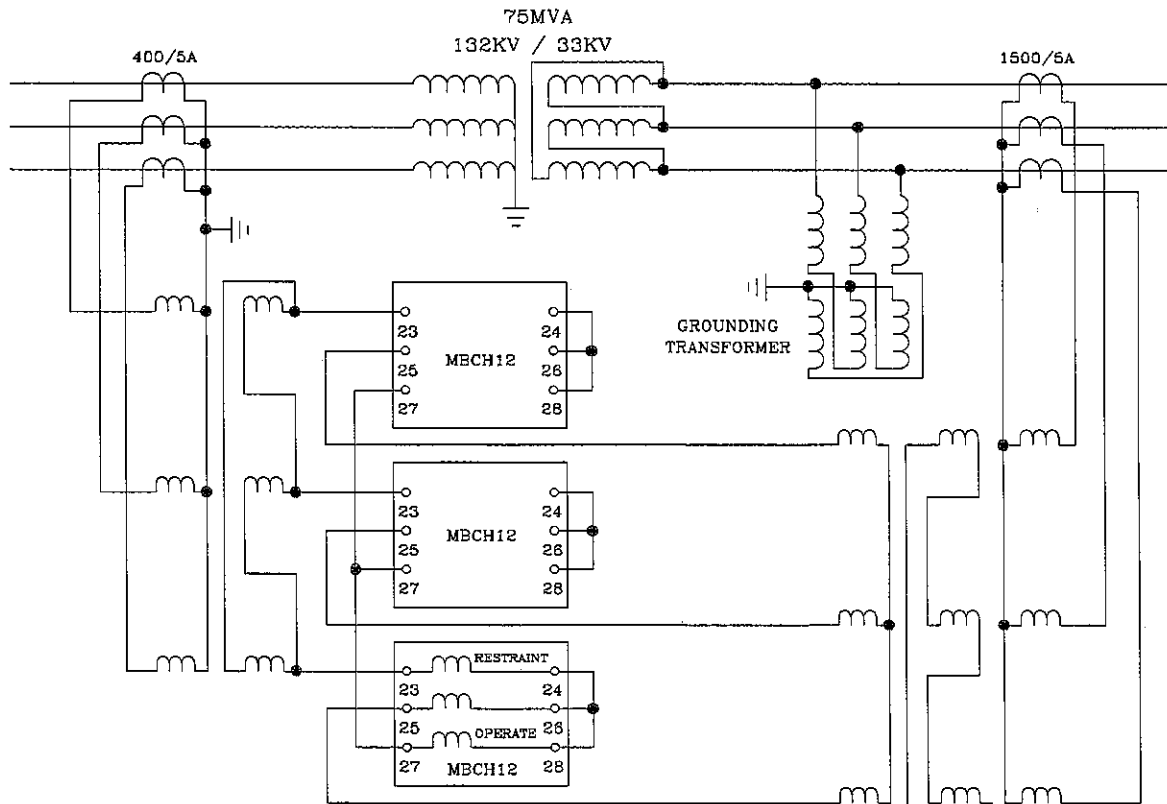 75MVA
132KV / 33KV
400/5A
1500/5A
23
24
25
26
27
28
MBCH12
GROUNDING
TRANSFORMER
23
24
25
26
27
28
MBCH12
RESTRAINT
23
24
25
26
OPERATE
27
28
MBCH12